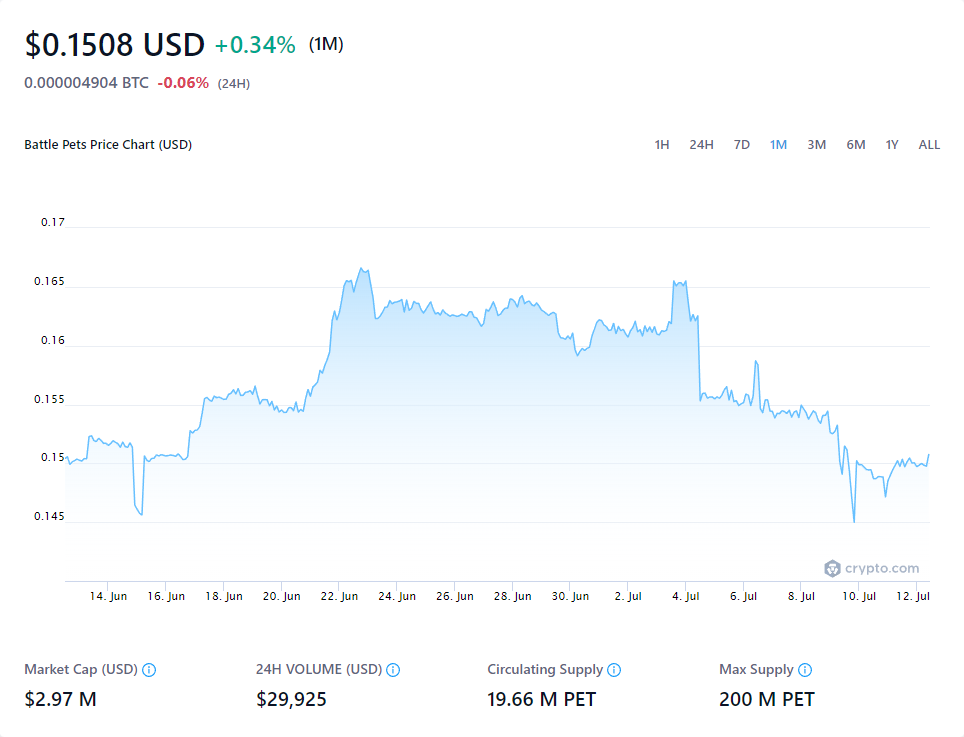 $0.1508 USD +0.34% (1M)
0.000004904 BTC -0.06% (24H)
Battle Pets Price Chart (USD) 1H 24H 7D 1M 3M 6M 1Y ALL
0.17
0.165
0.16
0.155
0.15
0.145
crypto.com
14. Jun 16. Jun 18. Jun 20. Jun 22. Jun 24. Jun 26. Jun 28. Jun 30. Jun 2. Jul 4. Jul 6. Jul 8. Jul 10. Jul 12. Jul
Market Cap (USD) 24H VOLUME (USD) Circulating Supply Max Supply
$2.97 M $29,925 19.66 M PET 200 M PET